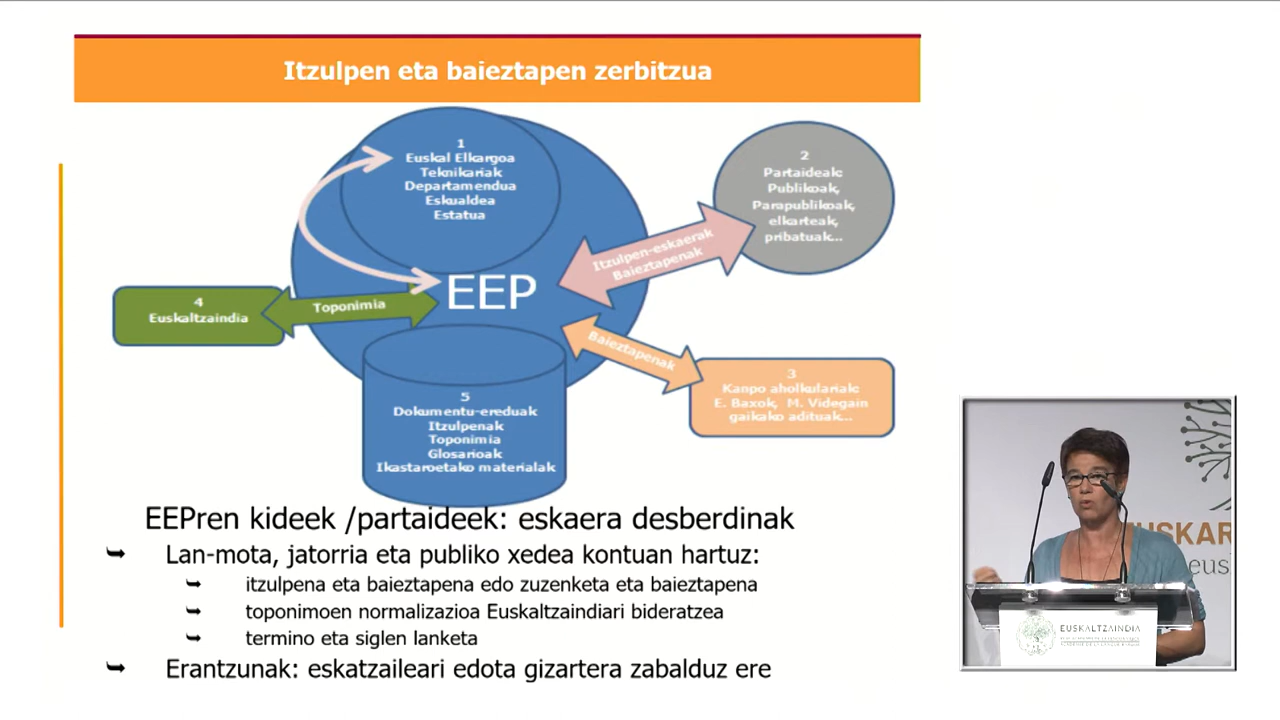 Itzulpen eta baieztapen zerbitzua
1
Euskal Elkargoa
Teknikariak
Departamendua
Eskualdea
Estatua
2
Partaideak:
Publikoak,
Parapublikoak,
elkarteak,
pribatuak...
Itzulpen-eskaerak
Baieztapenak
EEP
4
Euskaltzaindia
Toponimia
Baieztapenak
3
Kanpo aholkulariak:
E. Baxok, M. Videgain
gaikako adituak...
5
Dokumentu-ereduak
Itzulpenak
Toponimia
Glosarioak
Ikastaroetako materialak
EEPren kideek /partaideek: eskaera desberdinak
Lan-mota, jatorria eta publiko xedea kontuan hartuz:
itzulpena eta baieztapena edo zuzenketa eta baieztapena
toponimoen normalizazioa Euskaltzaindiari bideratzea
termino eta siglen lanketa
Erantzunak: eskatzaileari edota gizartera zabalduz ere
USKAR
eus
EUSKALTZAINDIA